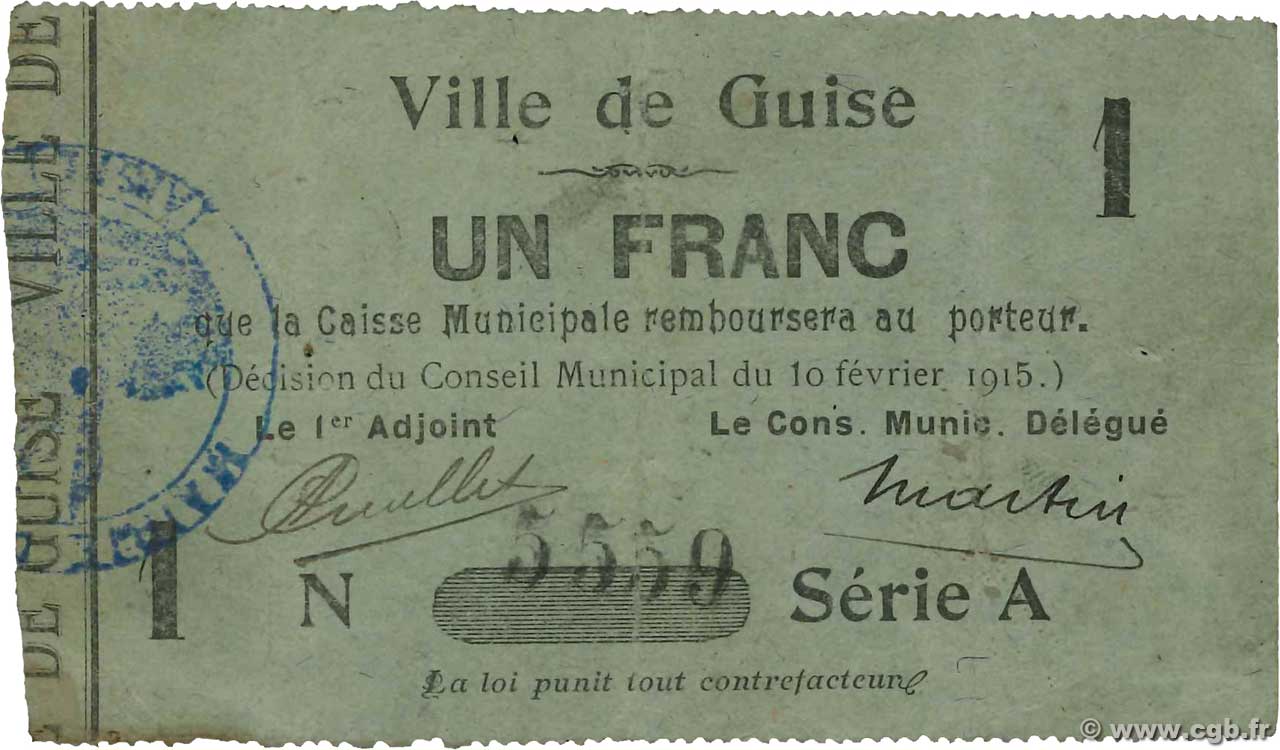 Ville de Guise
1
UN FRANC
que la Caisse Municipale remboursera au porteur.
(Décision du Conseil Municipal du 10 février 1915.)
Le 1er Adjoint
Le Cons. Munic. Délégué
Martin
1
N 5559 Série A
La loi punit tout contrefacteur
DE GUISE VILLE DE
© www.cgb.fr